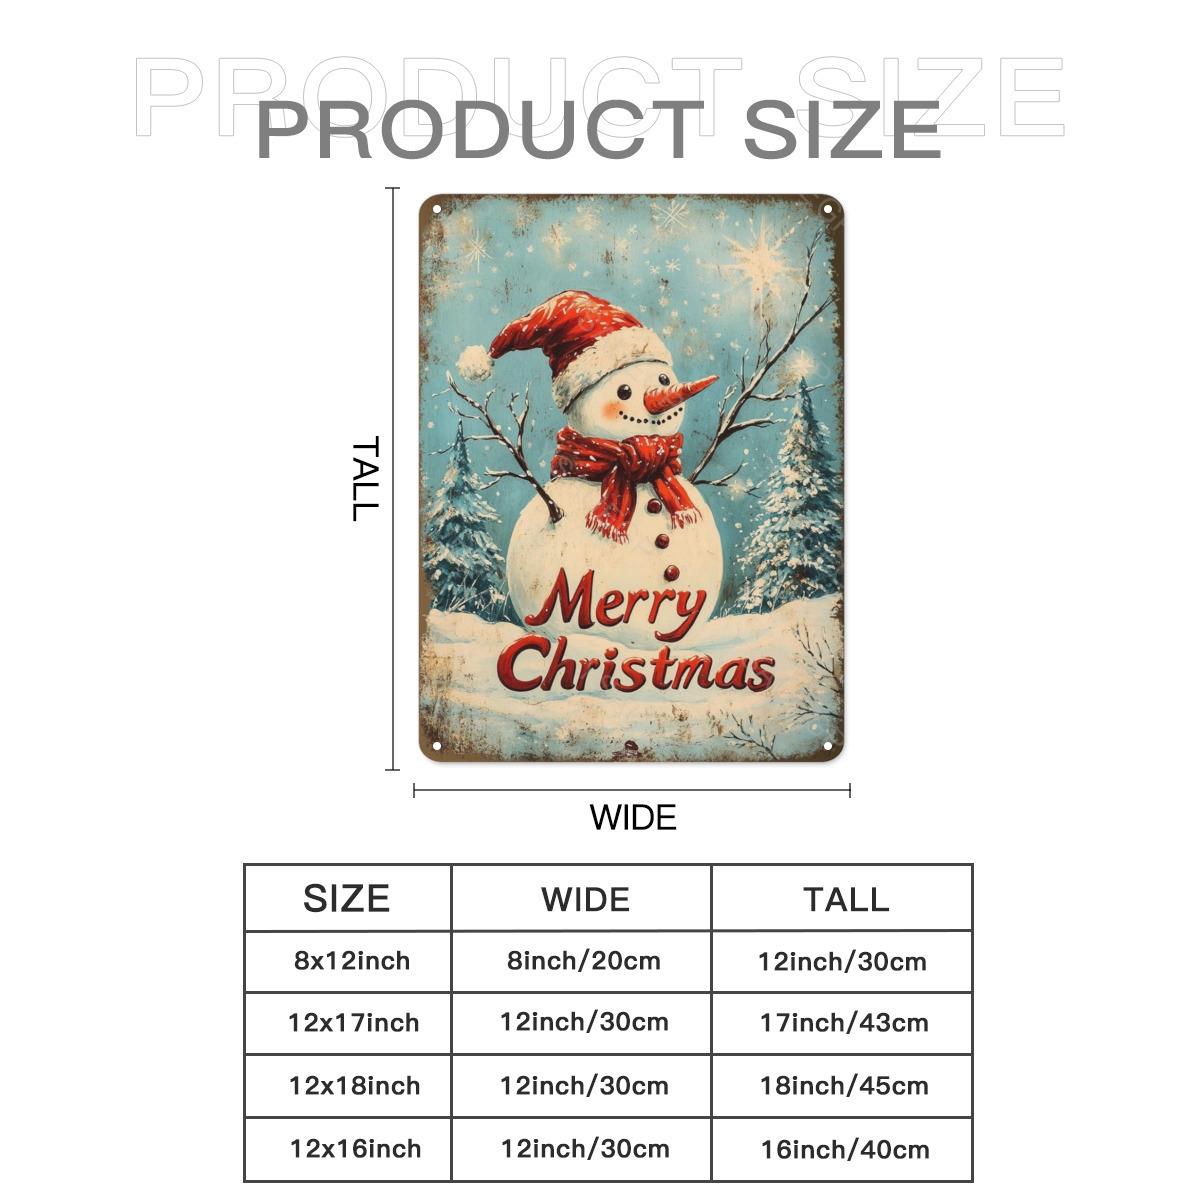 PRODUCT SIZE
PRODUCT SIZE
TALL
Merry
Christmas
WIDE
SIZE WIDE TALL
8x12inch 8inch/20cm 12inch/30cm
12x17inch 12inch/30cm 17inch/43cm
12x18inch 12inch/30cm 18inch/45cm
12x16inch 12inch/30cm 16inch/40cm